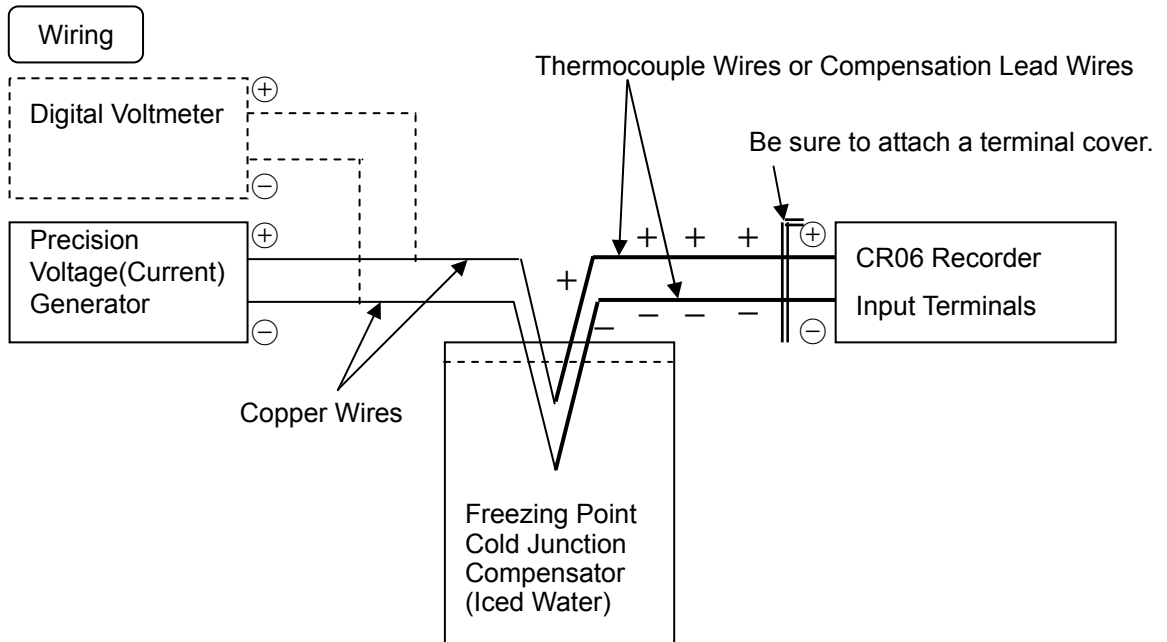 Wiring
Thermocouple Wires or Compensation Lead Wires
⊕
Digital Voltmeter
Be sure to attach a terminal cover.
⊖
Precision
Voltage(Current)
Generator
⊕
⊖
+ + + +
− − − −
⊕
CR06 Recorder
Input Terminals
⊖
Copper Wires
Freezing Point
Cold Junction
Compensator
(Iced Water)